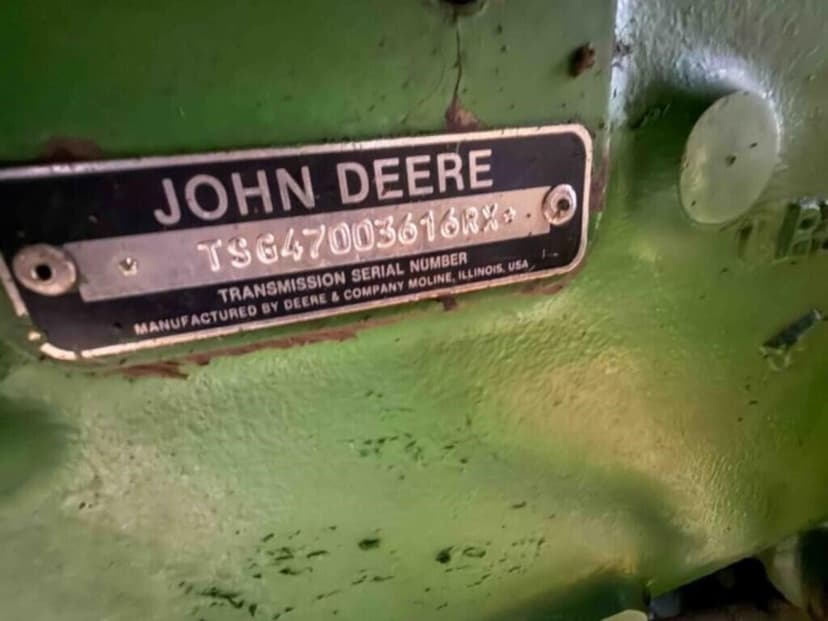 JOHN DEERE
* TSG47003616RX*
TRANSMISSION SERIAL NUMBER
MANUFACTURED BY DEERE & COMPANY MOLINE, ILLINOIS, USA